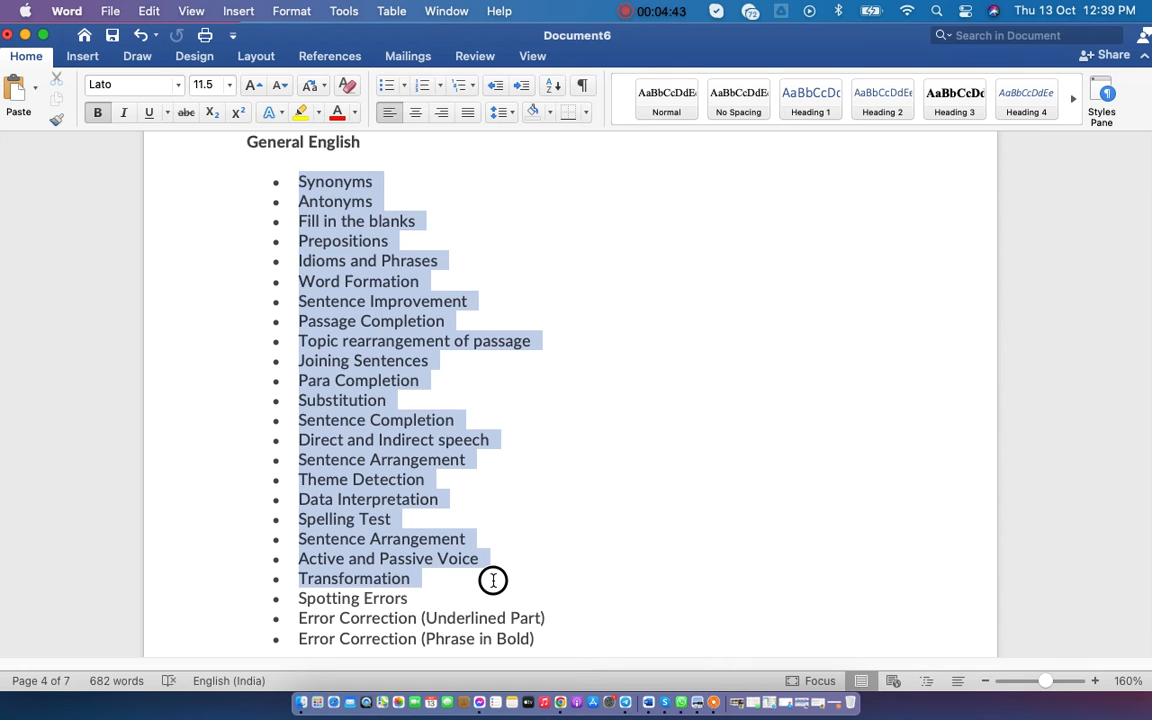 Word File Edit View Insert Format Tools Table Window Help 00:04:43 72 Thu 13 Oct 12:39 PM
Document6 Search in Document
Home Insert Draw Design Layout References Mailings Review View Share
Paste Lato 11.5 AaBbCcDdEe AaBbCcDdEe AaBbCcDc AaBbCcDdEe AaBbCcDc AaBbCcDdEe
Normal No Spacing Heading 1 Heading 2 Heading 3 Heading 4 Styles Pane
General English
Synonyms
Antonyms
Fill in the blanks
Prepositions
Idioms and Phrases
Word Formation
Sentence Improvement
Passage Completion
Topic rearrangement of passage
Joining Sentences
Para Completion
Substitution
Sentence Completion
Direct and Indirect speech
Sentence Arrangement
Theme Detection
Data Interpretation
Spelling Test
Sentence Arrangement
Active and Passive Voice
Transformation
Spotting Errors
Error Correction (Underlined Part)
Error Correction (Phrase in Bold)
Page 4 of 7 682 words English (India) Focus 160%